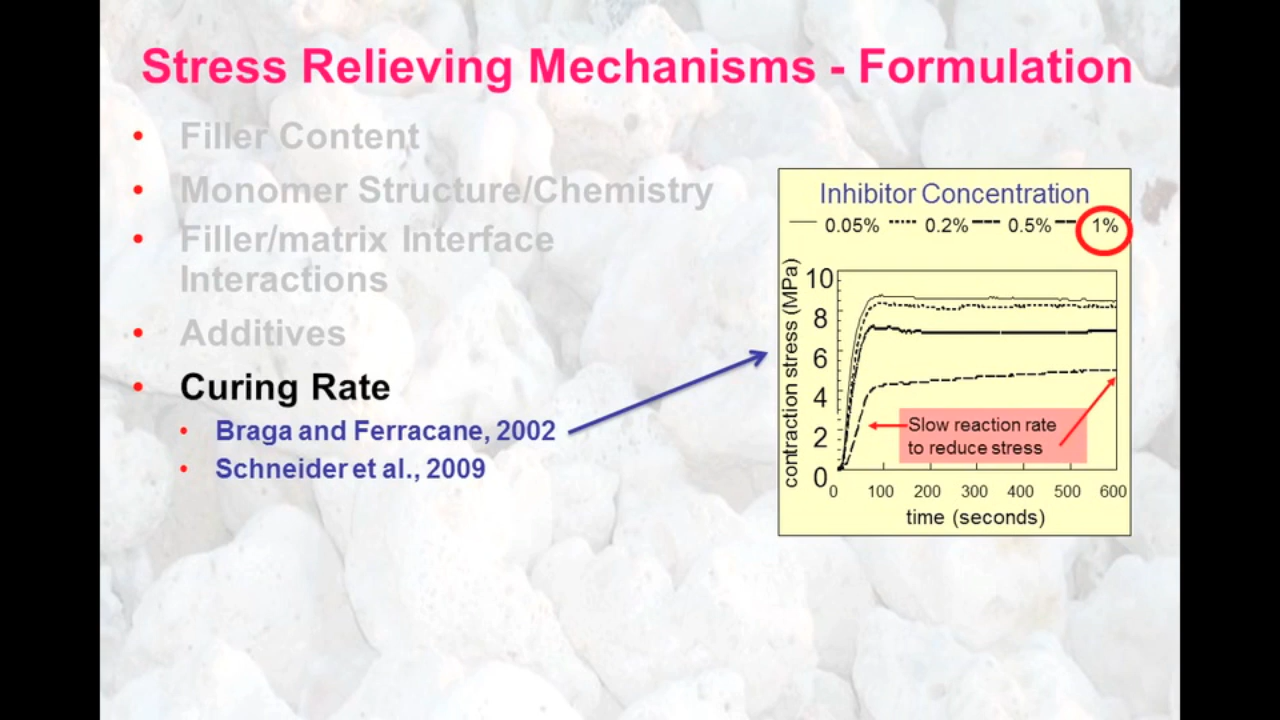 Stress Relieving Mechanisms - Formulation
• Filler Content
• Monomer Structure/Chemistry
• Filler/matrix Interface
Interactions
• Additives
• Curing Rate
• Braga and Ferracane, 2002
• Schneider et al., 2009
Inhibitor Concentration
0.05% 0.2% 0.5% 1%
contraction stress (MPa)
10
8
6
4
2
0
Slow reaction rate
to reduce stress
0 100 200 300 400 500 600
time (seconds)